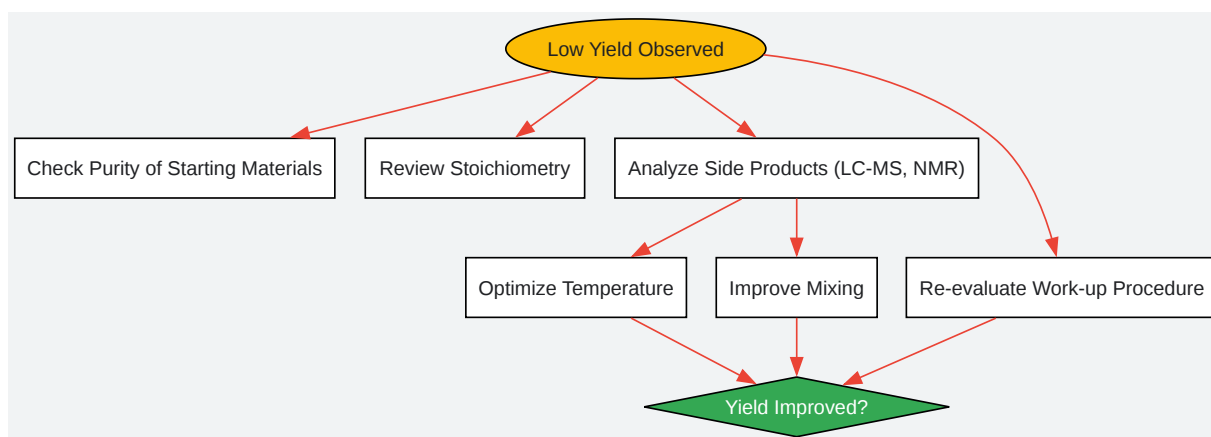 Low Yield Observed
Check Purity of Starting Materials
Review Stoichiometry
Analyze Side Products (LC-MS, NMR)
Optimize Temperature
Improve Mixing
Re-evaluate Work-up Procedure
Yield Improved?